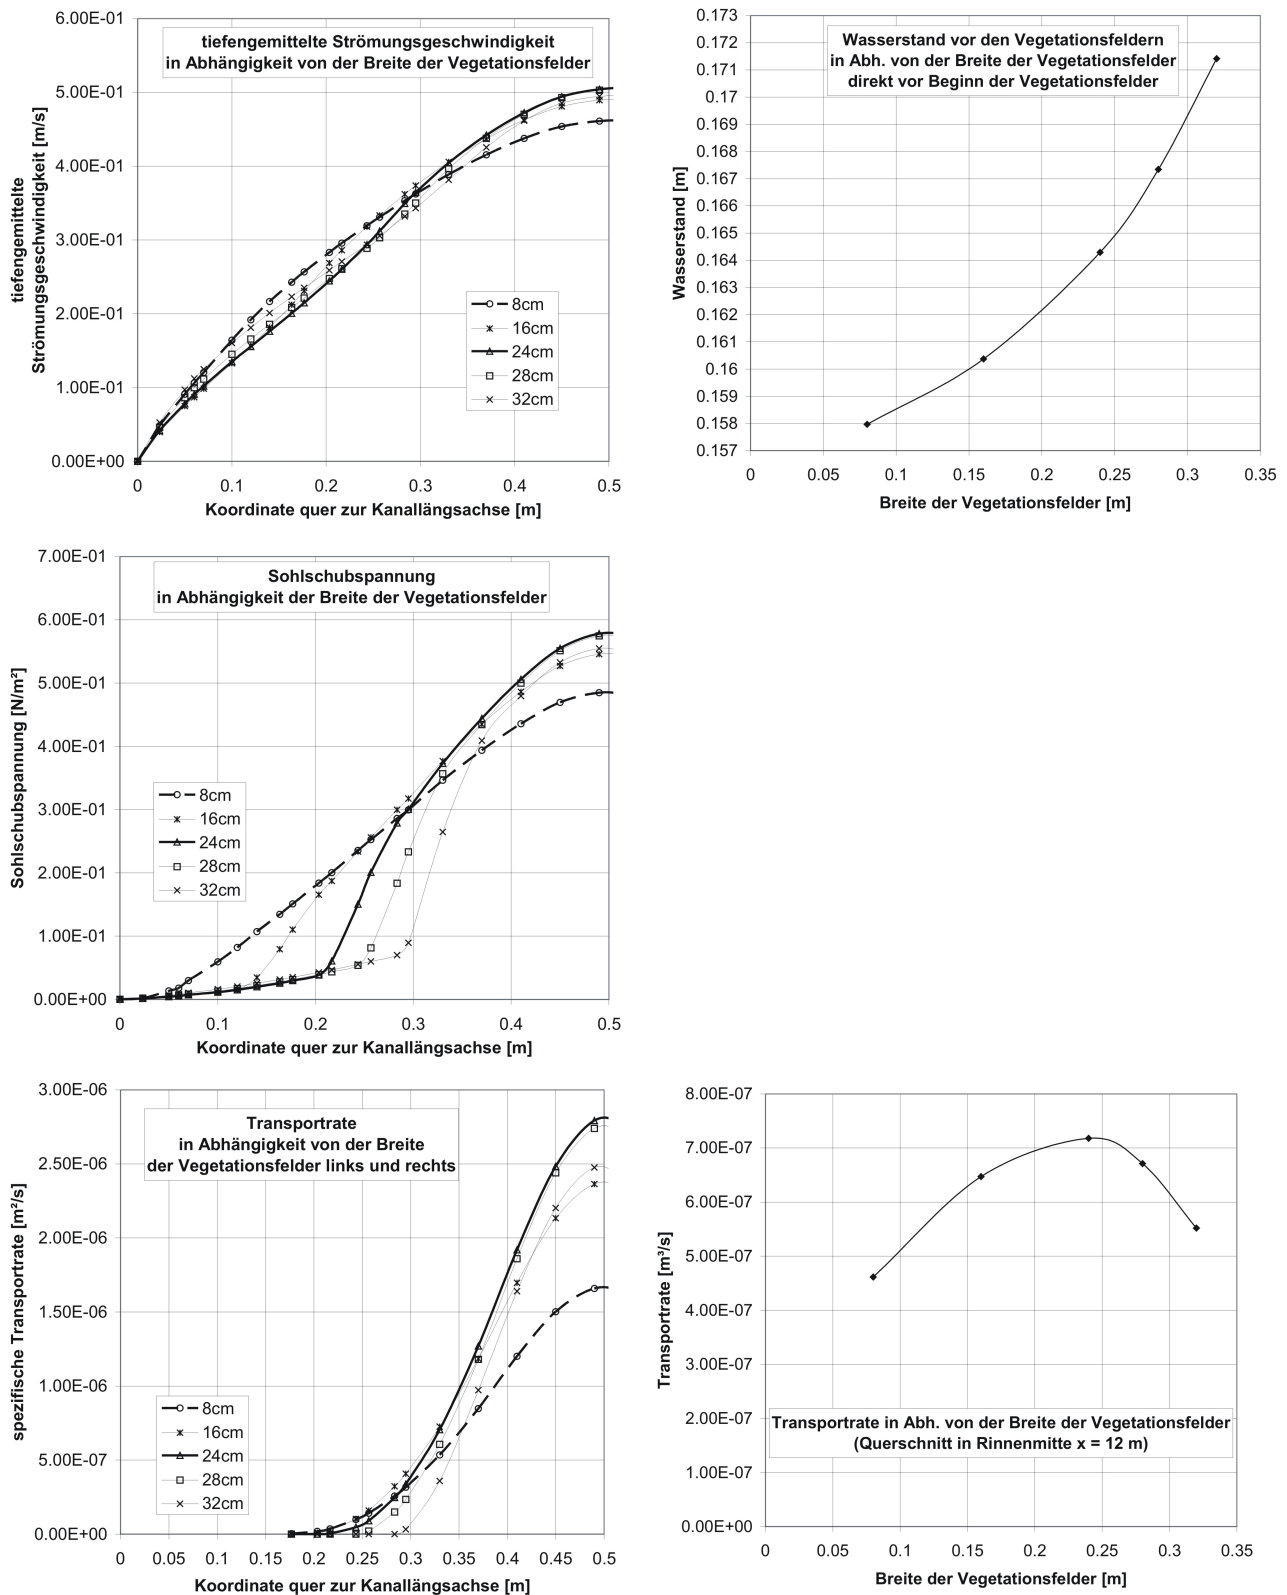 tiefengemittelte Strömungsgeschwindigkeit
in Abhängigkeit von der Breite der Vegetationsfelder
6.00E-01
5.00E-01
4.00E-01
3.00E-01
2.00E-01
1.00E-01
0.00E+00
tiefengemittelte
Strömungsgeschwindigkeit [m/s]
8cm
16cm
24cm
28cm
32cm
0 0.1 0.2 0.3 0.4 0.5
Koordinate quer zur Kanallängsachse [m]
Wasserstand vor den Vegetationsfeldern
in Abh. von der Breite der Vegetationsfelder
direkt vor Beginn der Vegetationsfelder
0.173
0.172
0.171
0.17
0.169
0.168
0.167
0.166
0.165
0.164
0.163
0.162
0.161
0.16
0.159
0.158
0.157
Wasserstand [m]
0 0.05 0.1 0.15 0.2 0.25 0.3 0.35
Breite der Vegetationsfelder [m]
Sohlschubspannung
in Abhängigkeit der Breite der Vegetationsfelder
7.00E-01
6.00E-01
5.00E-01
4.00E-01
3.00E-01
2.00E-01
1.00E-01
0.00E+00
Sohlschubspannung [N/m²]
8cm
16cm
24cm
28cm
32cm
0 0.1 0.2 0.3 0.4 0.5
Koordinate quer zur Kanallängsachse [m]
Transportrate
in Abhängigkeit von der Breite
der Vegetationsfelder links und rechts
3.00E-06
2.50E-06
2.00E-06
1.50E-06
1.00E-06
5.00E-07
0.00E+00
spezifische Transportrate [m²/s]
8cm
16cm
24cm
28cm
32cm
0 0.05 0.1 0.15 0.2 0.25 0.3 0.35 0.4 0.45 0.5
Koordinate quer zur Kanallängsachse [m]
8.00E-07
7.00E-07
6.00E-07
5.00E-07
4.00E-07
3.00E-07
2.00E-07
1.00E-07
0.00E+00
Transportrate [m³/s]
Transportrate in Abh. von der Breite der Vegetationsfelder
(Querschnitt in Rinnenmitte x = 12 m)
0 0.05 0.1 0.15 0.2 0.25 0.3 0.35
Breite der Vegetationsfelder [m]